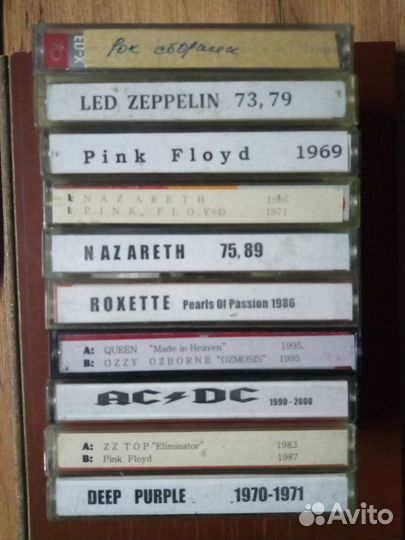 EU-X
Рок сборник
LED ZEPPELIN 73, 79
Pink Floyd 1969
A: NAZARETH 1986
B: PINK FLOYD 1971
NAZARETH 75,89
ROXETTE Pearls Of Passion 1986
A: QUEEN "Made in Heaven" 1995.
B: OZZY OZBORNE "OZMOSIS" 1995
AC DC 1990-2000
A: ZZ TOP "Eliminator" 1983
B: Pink Floyd 1987
DEEP PURPLE 1970-1971
Avito